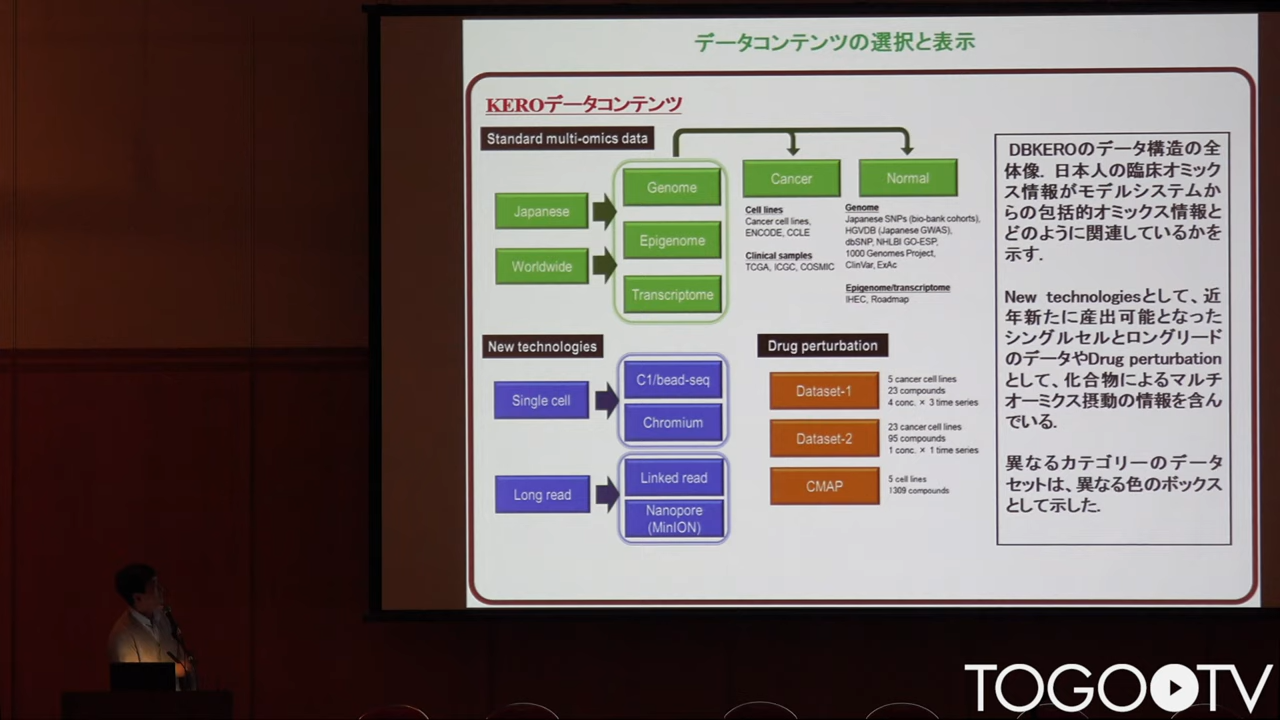 データコンテンツの選択と表示
KEROデータコンテンツ
Standard multi-omics data
Japanese
Worldwide
Genome
Epigenome
Transcriptome
Cancer
Cell lines
Cancer cell lines,
ENCODE, CCLE
Clinical samples
TCGA, ICGC, COSMIC
Normal
Genome
Japanese SNPs (bio-bank cohorts),
HGVDB (Japanese GWAS),
dbSNP, NHLBI GO-ESP,
1000 Genomes Project,
ClinVar, ExAc
Epigenome/transcriptome
IHEC, Roadmap
New technologies
Single cell
C1/bead-seq
Chromium
Long read
Linked read
Nanopore
(MinION)
Drug perturbation
Dataset-1
5 cancer cell lines
23 compounds
4 conc. × 3 time series
Dataset-2
23 cancer cell lines
95 compounds
1 conc. × 1 time series
CMAP
5 cell lines
1309 compounds
DBKEROのデータ構造の全
体像. 日本人の臨床オミック
ス情報がモデルシステムか
らの包括的オミックス情報と
どのように関連しているかを
示す.
New technologiesとして、近
年新たに産出可能となった
シングルセルとロングリード
のデータやDrug perturbation
として、化合物によるマルチ
オーミクス摂動の情報を含ん
でいる.
異なるカテゴリーのデータ
セットは、異なる色のボックス
として示した.
TOGO TV